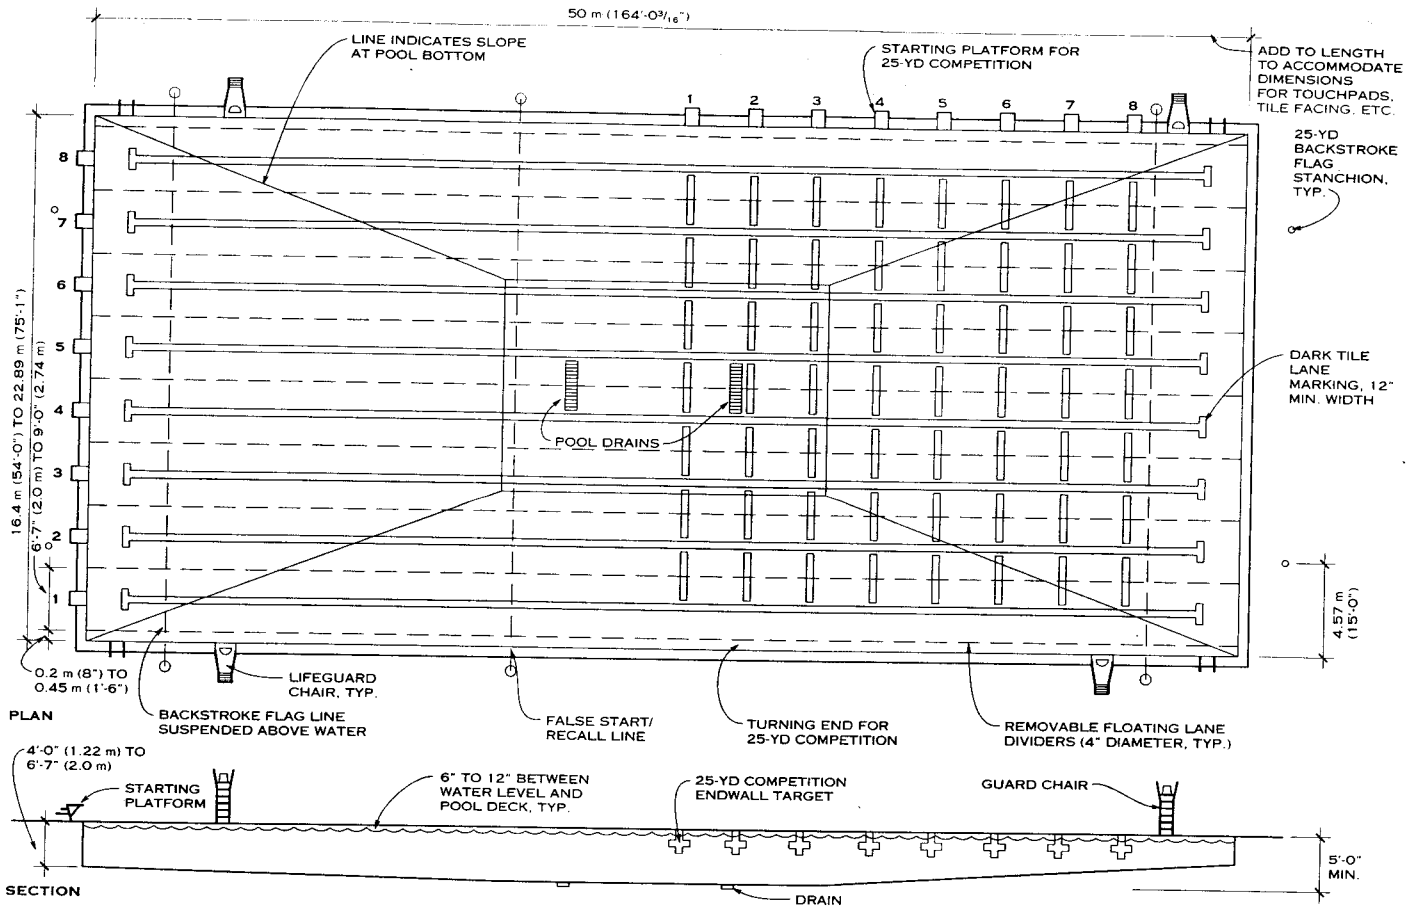 50 m (164'-0 3/16")
LINE INDICATES SLOPE
AT POOL BOTTOM
STARTING PLATFORM FOR
25-YD COMPETITION
ADD TO LENGTH
TO ACCOMMODATE
DIMENSIONS
FOR TOUCHPADS,
TILE FACING, ETC.
1 2 3 4 5 6 7 8
25-YD
BACKSTROKE
FLAG
STANCHION,
TYP.
8
7
6
5
4
3
2
1
16.4 m (54'-0") TO 22.89 m (75'-1")
6'-7" (2.0 m) TO 9'-0" (2.74 m)
DARK TILE
LANE
MARKING, 12"
MIN. WIDTH
POOL DRAINS
4.57 m
(15'-0")
0.2 m (8") TO
0.45 m (1'-6")
LIFEGUARD
CHAIR, TYP.
PLAN
BACKSTROKE FLAG LINE
SUSPENDED ABOVE WATER
FALSE START/
RECALL LINE
TURNING END FOR
25-YD COMPETITION
REMOVABLE FLOATING LANE
DIVIDERS (4" DIAMETER, TYP.)
4'-0" (1.22 m) TO
6'-7" (2.0 m)
STARTING
PLATFORM
6" TO 12" BETWEEN
WATER LEVEL AND
POOL DECK, TYP.
25-YD COMPETITION
ENDWALL TARGET
GUARD CHAIR
5'-0"
MIN.
SECTION
DRAIN